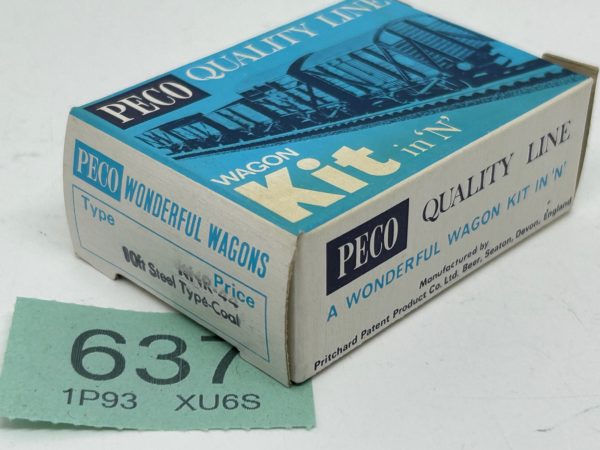 PECO QUALITY LINE
WAGON
Kit in 'N'
PECO WONDERFUL WAGONS
Type
Price
10ft Steel Type-Coal
PECO QUALITY LINE
A WONDERFUL WAGON KIT IN 'N'
Manufactured by
Pritchard Patent Product Co. Ltd. Beer, Seaton, Devon, England
637
1P93 XU6S